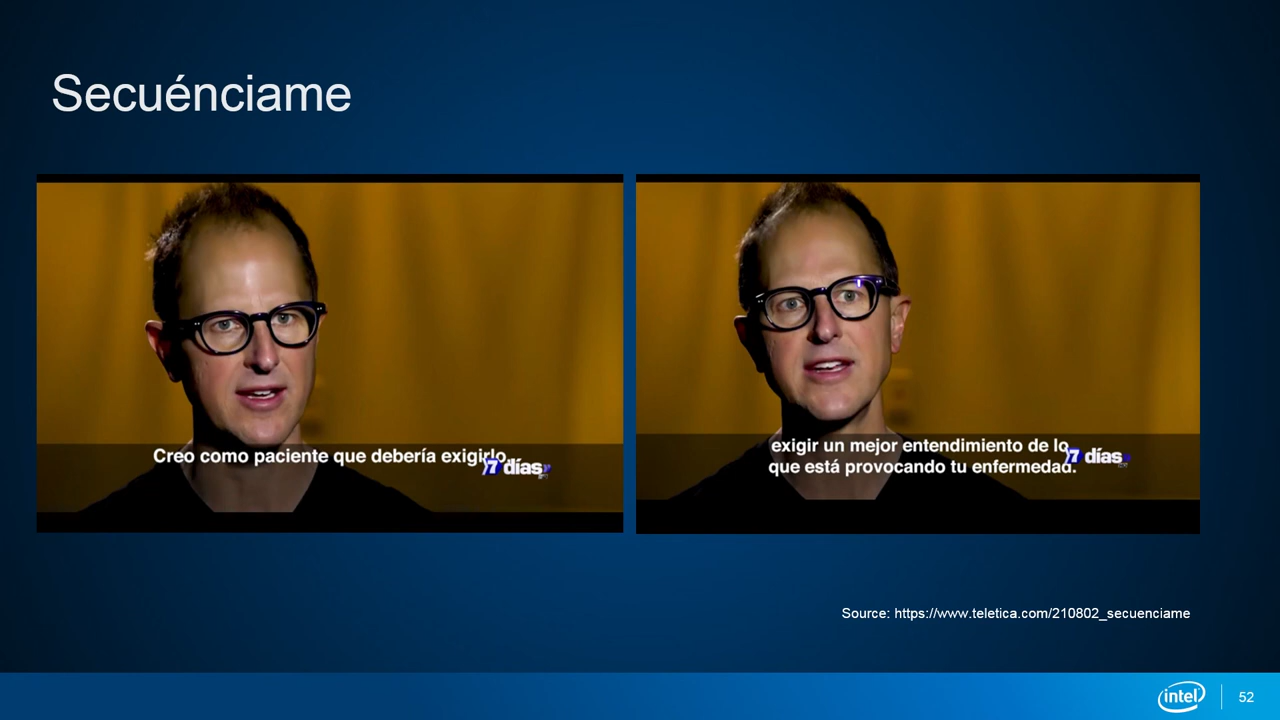 Secuénciame
Creo como paciente que debería exigirlo,
7 días
exigir un mejor entendimiento de lo
que está provocando tu enfermedad.
7 días
Source: https://www.teletica.com/210802_secuenciame
intel
52